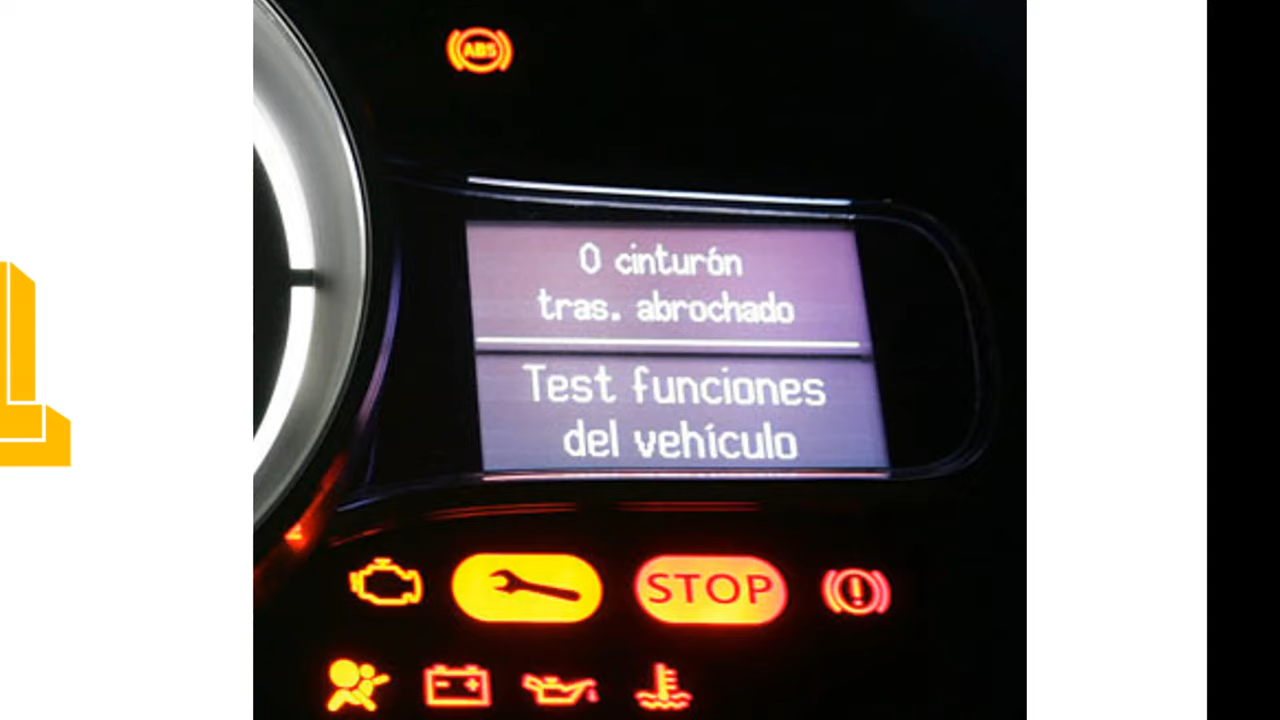 ABS
0 cinturón
tras. abrochado
Test funciones
del vehículo
STOP